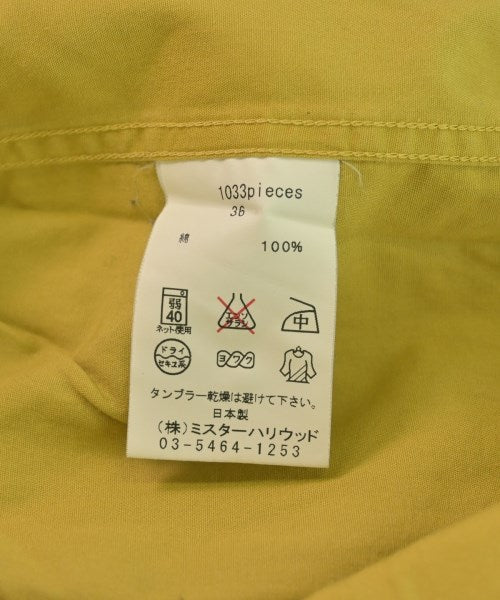 1033pieces
36
綿 100%
弱
40
ネット使用
エンソ
サラシ
中
ドライ
セキユ系
ヨワク
タンブラー乾燥は避けて下さい。
日本製
(株)ミスターハリウッド
03-5464-1253